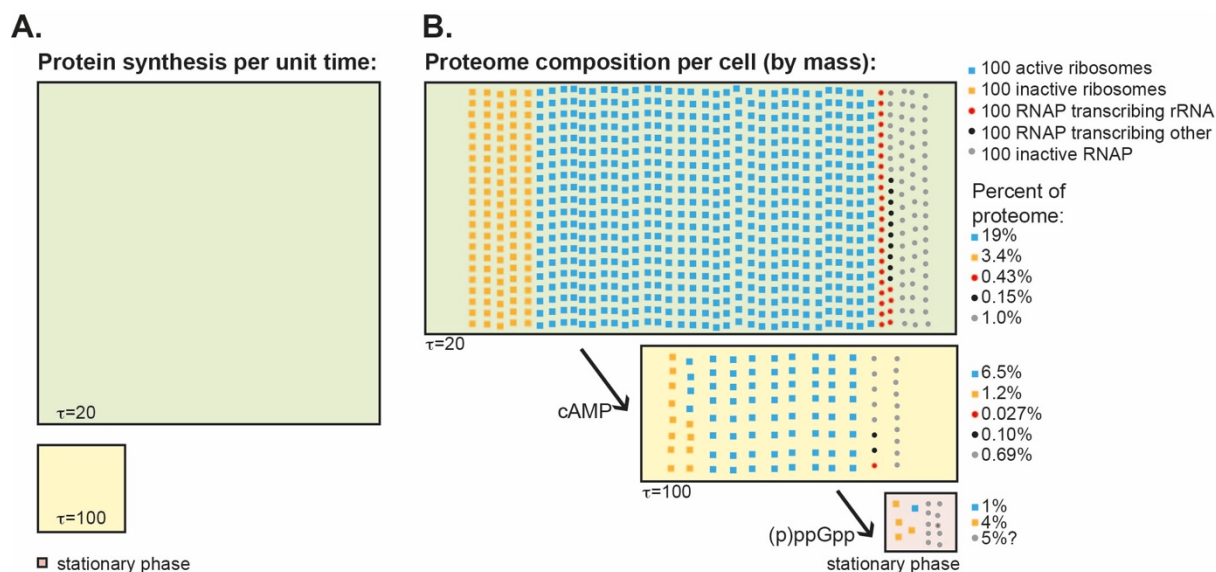 A.
Protein synthesis per unit time:
τ=20
τ=100
stationary phase
B.
Proteome composition per cell (by mass):
100 active ribosomes
100 inactive ribosomes
100 RNAP transcribing rRNA
100 RNAP transcribing other
100 inactive RNAP
Percent of
proteome:
19%
3.4%
0.43%
0.15%
1.0%
τ=20
cAMP
6.5%
1.2%
0.027%
0.10%
0.69%
τ=100
(p)ppGpp
1%
4%
5%?
stationary phase